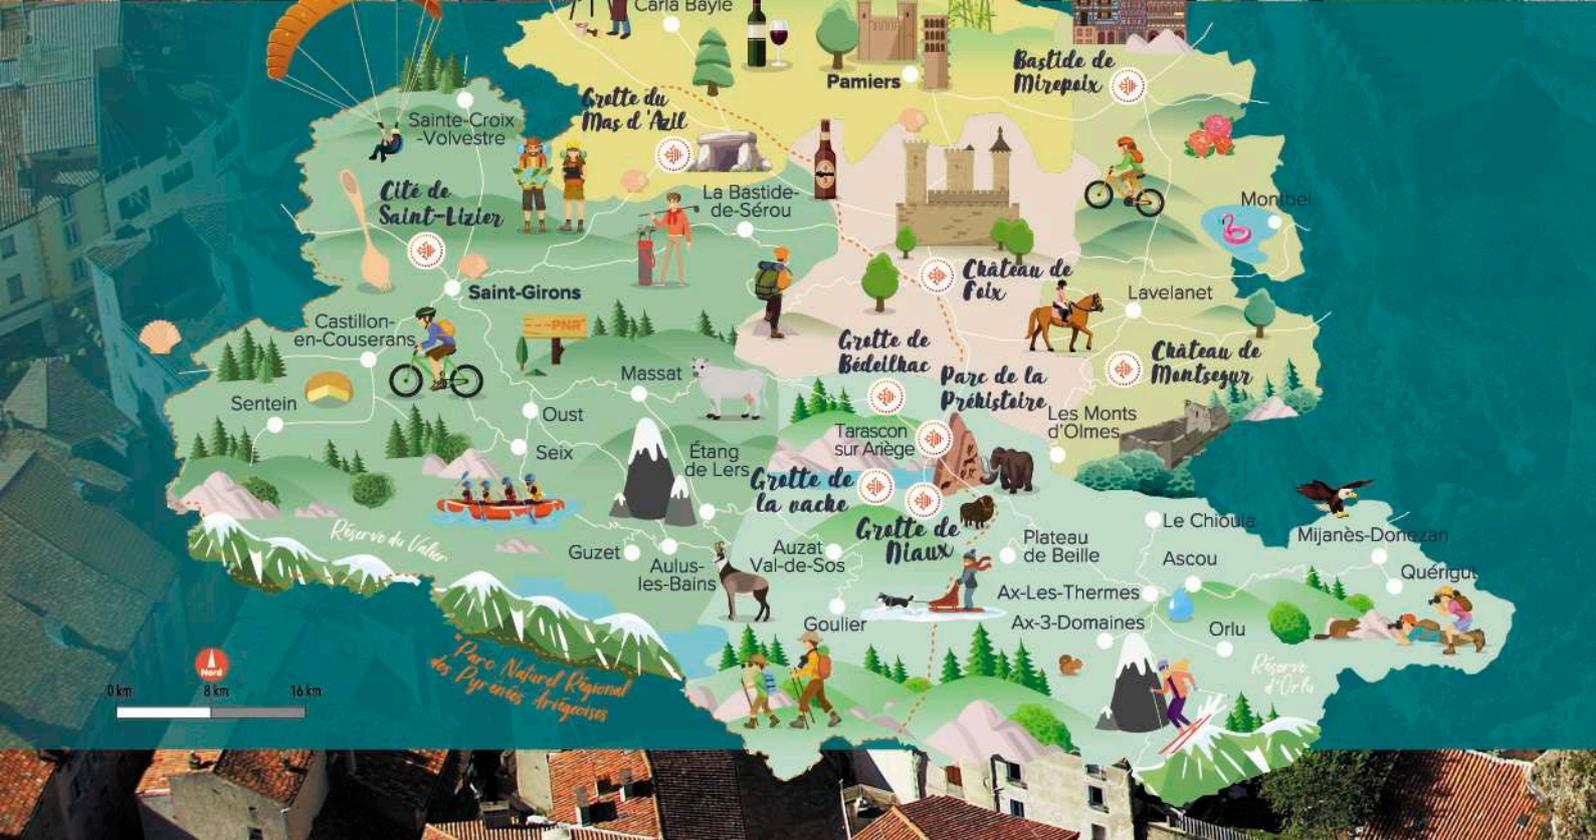 Carla Bayle
Pamiers
Bastide de
Mirepoix
Grotte du
Mas d'Azil
Sainte-Croix
-Volvestre
Cité de
Saint-Lizier
La Bastide-
de-Sérou
Montbel
Château de
Foix
Saint-Girons
Lavelanet
Castillon-
en-Couserans
PNR
Grotte de
Bédeilhac
Château de
Montsegur
Massat
Parc de la
Préhistoire
Sentein
Oust
Les Monts
d'Olmes
Tarascon
sur Ariège
Seix
Étang
de Lers
Grotte de
la vache
Grotte de
Niaux
Réserve du Valier
Le Chioula
Mijanès-Donezan
Guzet
Auzat
Val-de-Sos
Plateau
de Beille
Aulus-
les-Bains
Ascou
Quérigut
Ax-Les-Thermes
Goulier
Ax-3-Domaines
Orlu
Parc Naturel Régional
des Pyrénées Ariégeoises
Réserve
d'Orlu
Nord
0 km 8 km 16 km